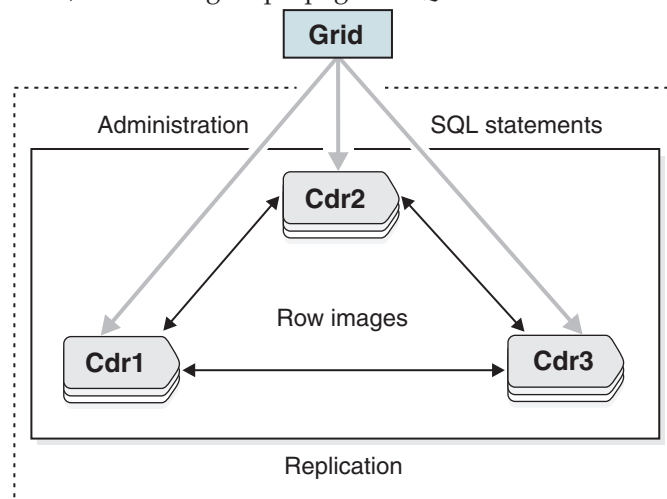 Grid
Administration
SQL statements
Cdr2
Row images
Cdr1
Cdr3
Replication